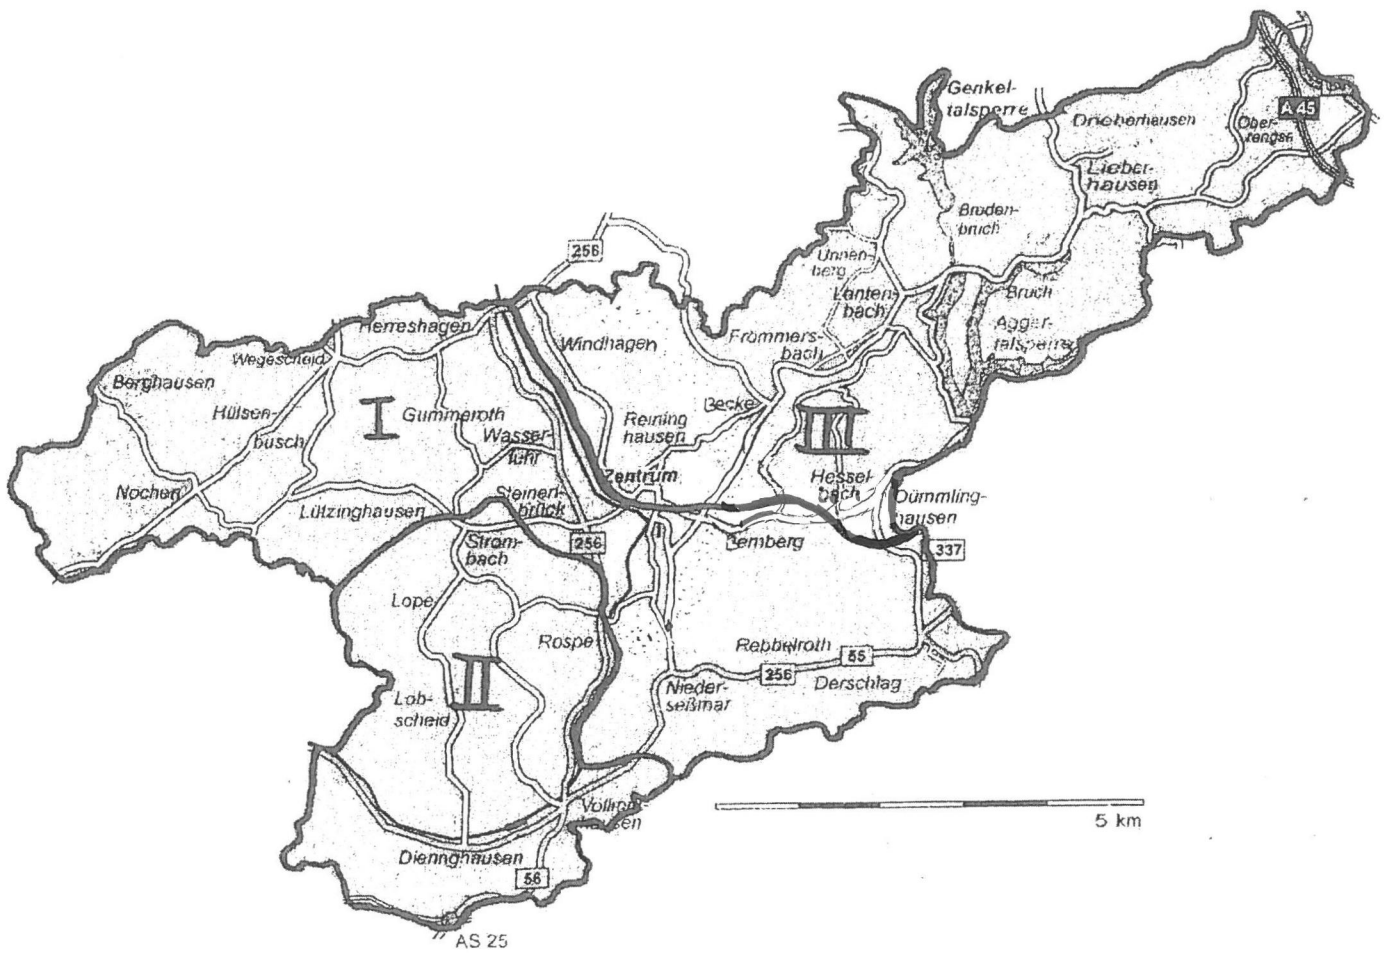 Genkel-
talsperre
A 45
Ober-
rengse
Drieberhausen
Lieber-
hausen
Bruden-
bruch
256
Unnen-
berg
Lanten-
bach
Bruch
Agger-
talsperre
Herreshagen
Windhagen
Frommers-
bach
Wegescheid
Berghausen
Hülsen-
busch
I
Gummeroth
Wasser-
fuhr
Reining
hausen
Becke
III
Zentrum
Hessel-
bach
Nochen
Lützinghausen
Steinen-
brück
Dümmling-
hausen
Strom-
bach
256
Bernberg
337
Lope
Rospe
Rebbelroth
55
256
Derschlag
II
Lob-
scheid
Nieder-
seßmar
Vollmer-
hausen
5 km
Dieringhausen
56
AS 25